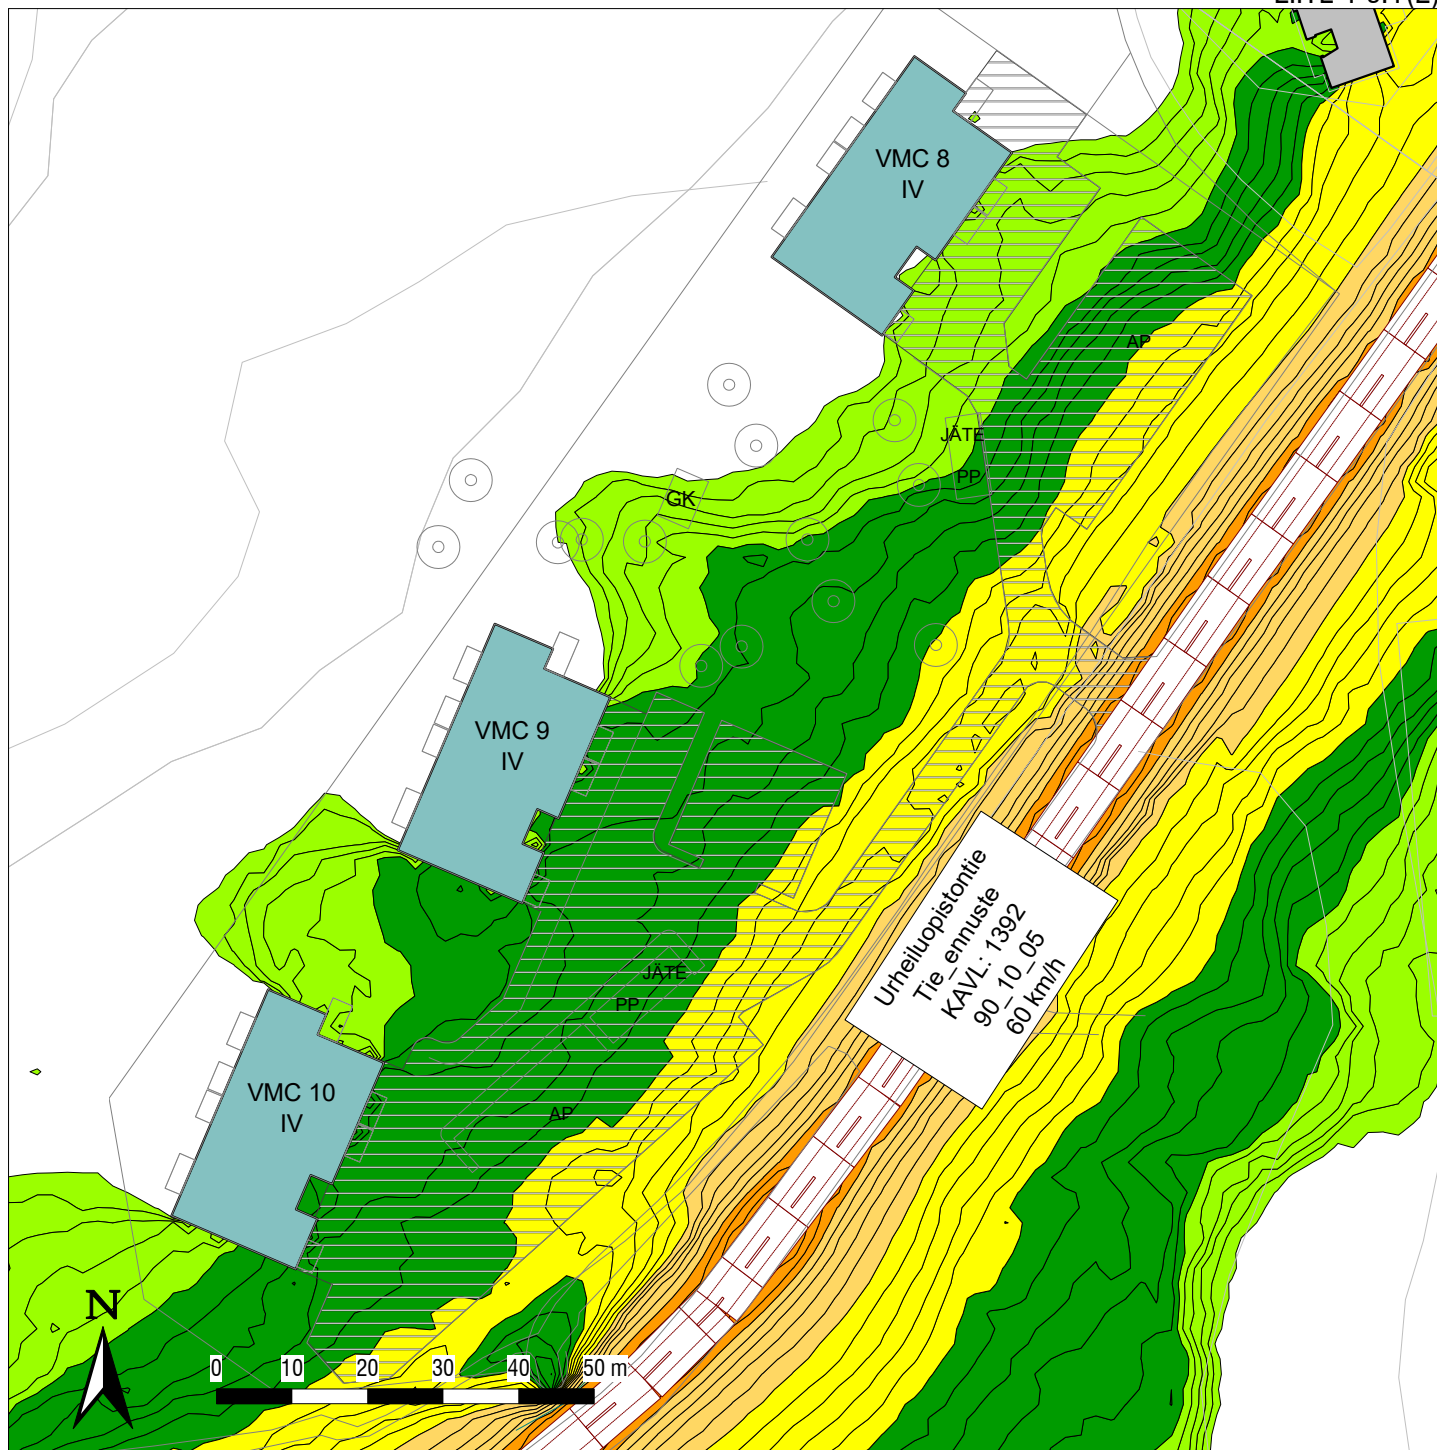 VMC 8
IV
AP
JÄTE
PP
GK
VMC 9
IV
Urheiluopistontie
Tie_ennuste
KAVL: 1392
90_10_05
60 km/h
JÄTE
PP
VMC 10
IV
AP
N
0 10 20 30 40 50 m